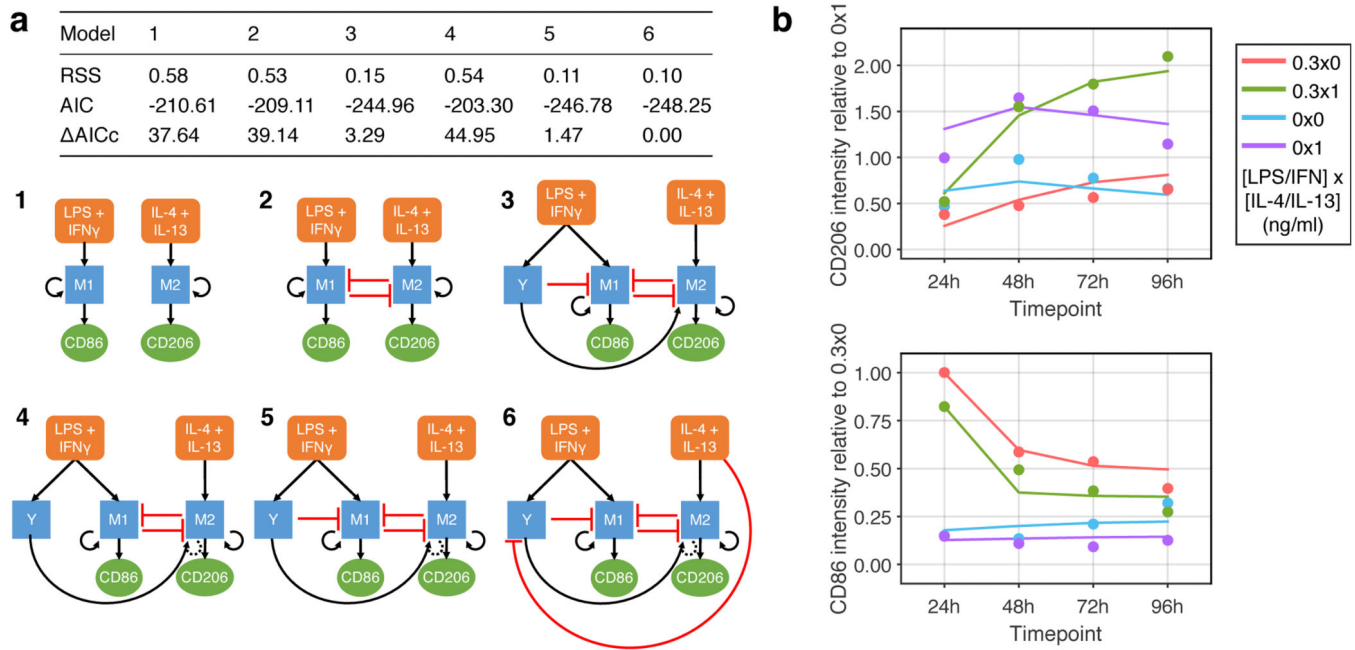 a
Model 1 2 3 4 5 6
RSS 0.58 0.53 0.15 0.54 0.11 0.10
AIC -210.61 -209.11 -244.96 -203.30 -246.78 -248.25
ΔAICc 37.64 39.14 3.29 44.95 1.47 0.00
1
LPS +
IFNγ
IL-4 +
IL-13
M1
M2
CD86
CD206
2
LPS +
IFNγ
IL-4 +
IL-13
M1
M2
CD86
CD206
3
LPS +
IFNγ
IL-4 +
IL-13
Y
M1
M2
CD86
CD206
4
LPS +
IFNγ
IL-4 +
IL-13
Y
M1
M2
CD86
CD206
5
LPS +
IFNγ
IL-4 +
IL-13
Y
M1
M2
CD86
CD206
6
LPS +
IFNγ
IL-4 +
IL-13
Y
M1
M2
CD86
CD206
b
CD206 intensity relative to 0x1
2.00
1.50
1.00
0.50
0.00
24h 48h 72h 96h
Timepoint
0.3x0
0.3x1
0x0
0x1
[LPS/IFN] x
[IL-4/IL-13]
(ng/ml)
CD86 intensity relative to 0.3x0
1.00
0.75
0.50
0.25
0.00
24h 48h 72h 96h
Timepoint